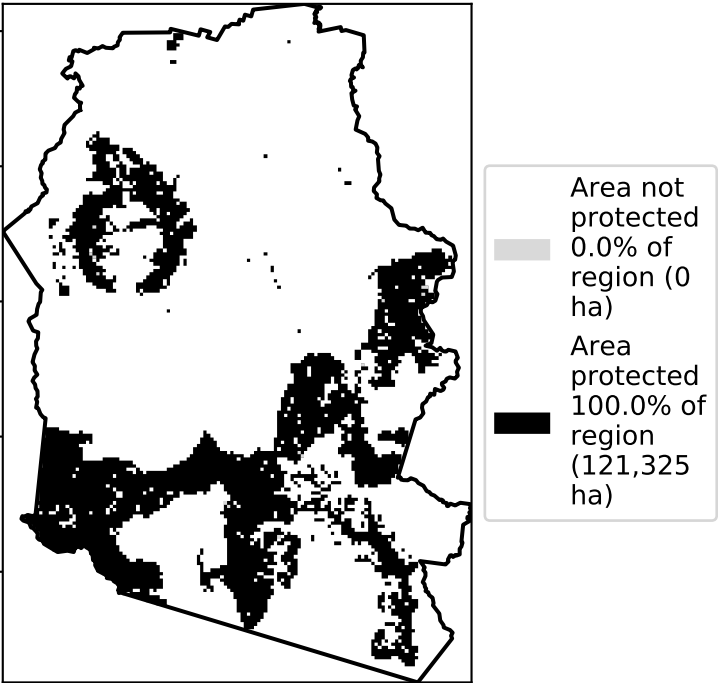 Area not
protected
0.0% of
region (0
ha)
Area
protected
100.0% of
region
(121,325
ha)